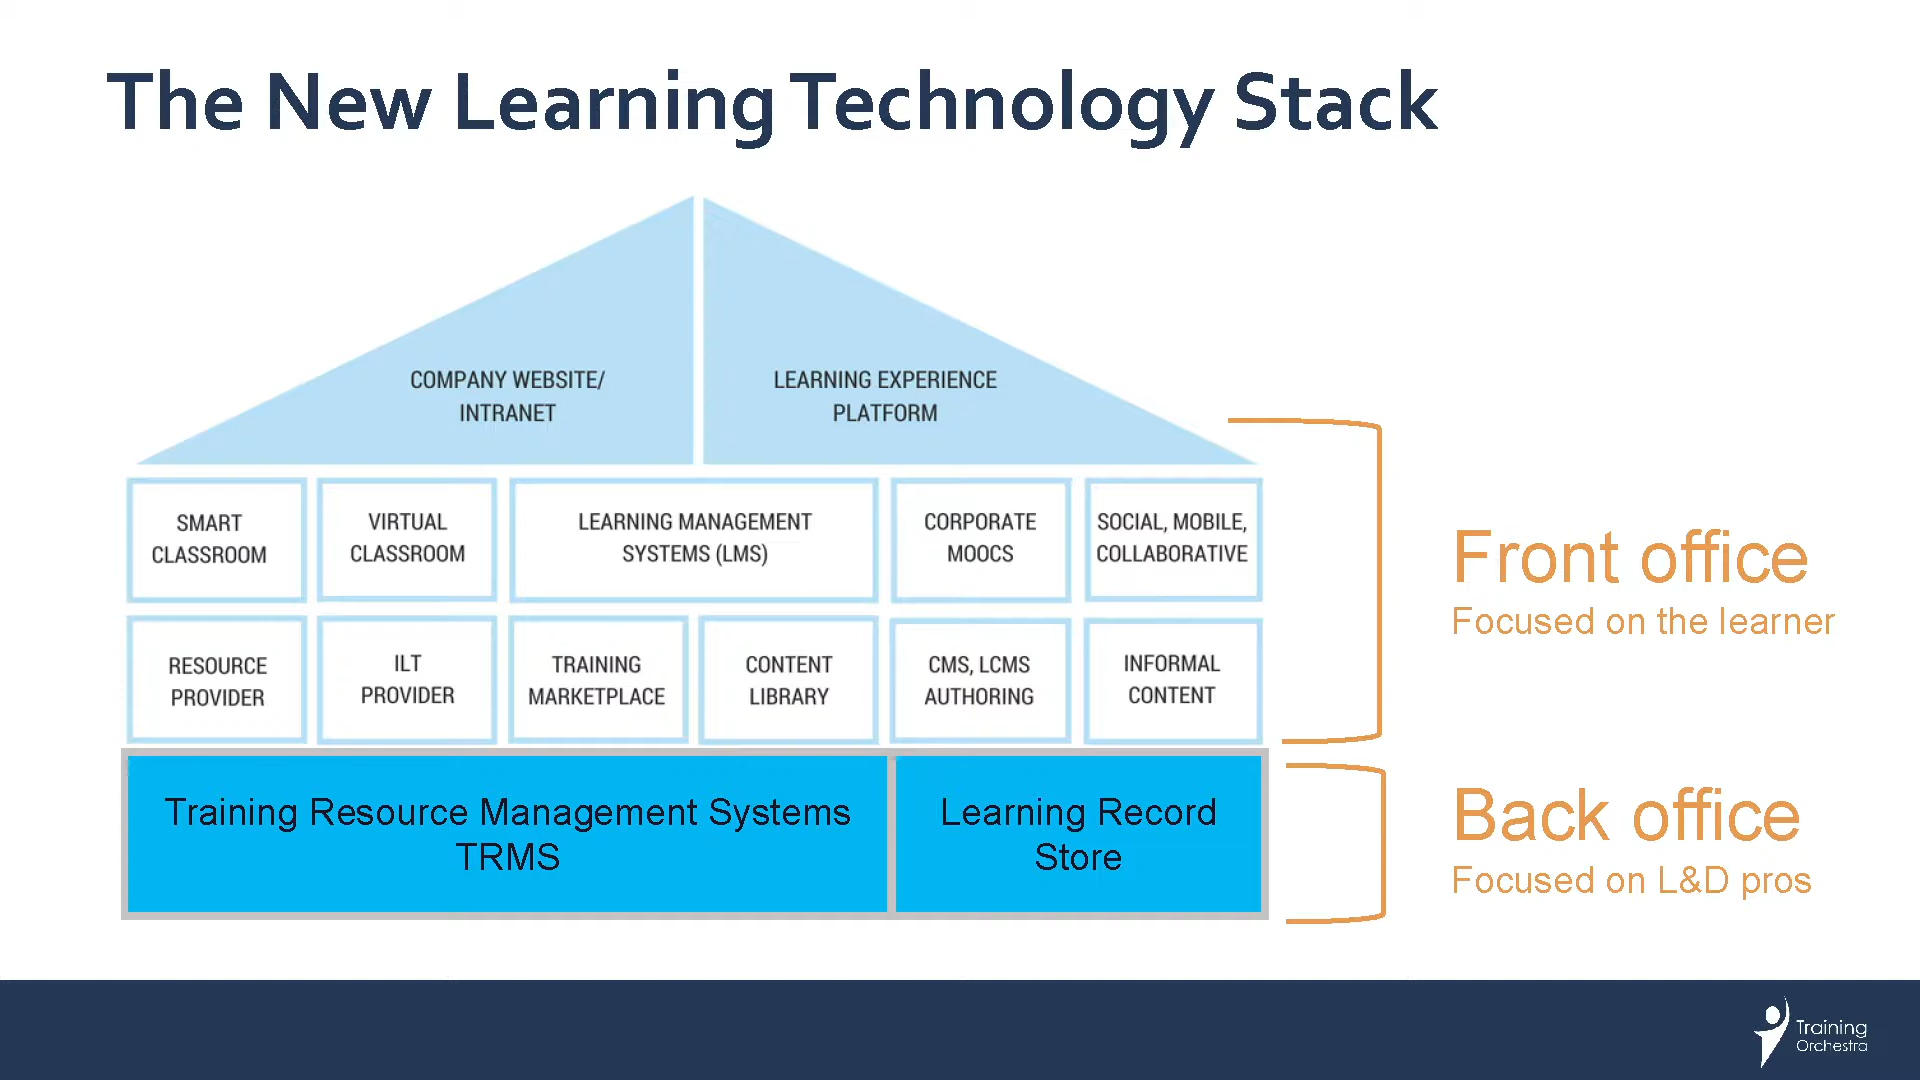 The New Learning Technology Stack
COMPANY WEBSITE/
INTRANET
LEARNING EXPERIENCE
PLATFORM
SMART
CLASSROOM
VIRTUAL
CLASSROOM
LEARNING MANAGEMENT
SYSTEMS (LMS)
CORPORATE
MOOCS
SOCIAL, MOBILE,
COLLABORATIVE
RESOURCE
PROVIDER
ILT
PROVIDER
TRAINING
MARKETPLACE
CONTENT
LIBRARY
CMS, LCMS
AUTHORING
INFORMAL
CONTENT
Front office
Focused on the learner
Training Resource Management Systems
TRMS
Learning Record
Store
Back office
Focused on L&D pros
Training
Orchestra